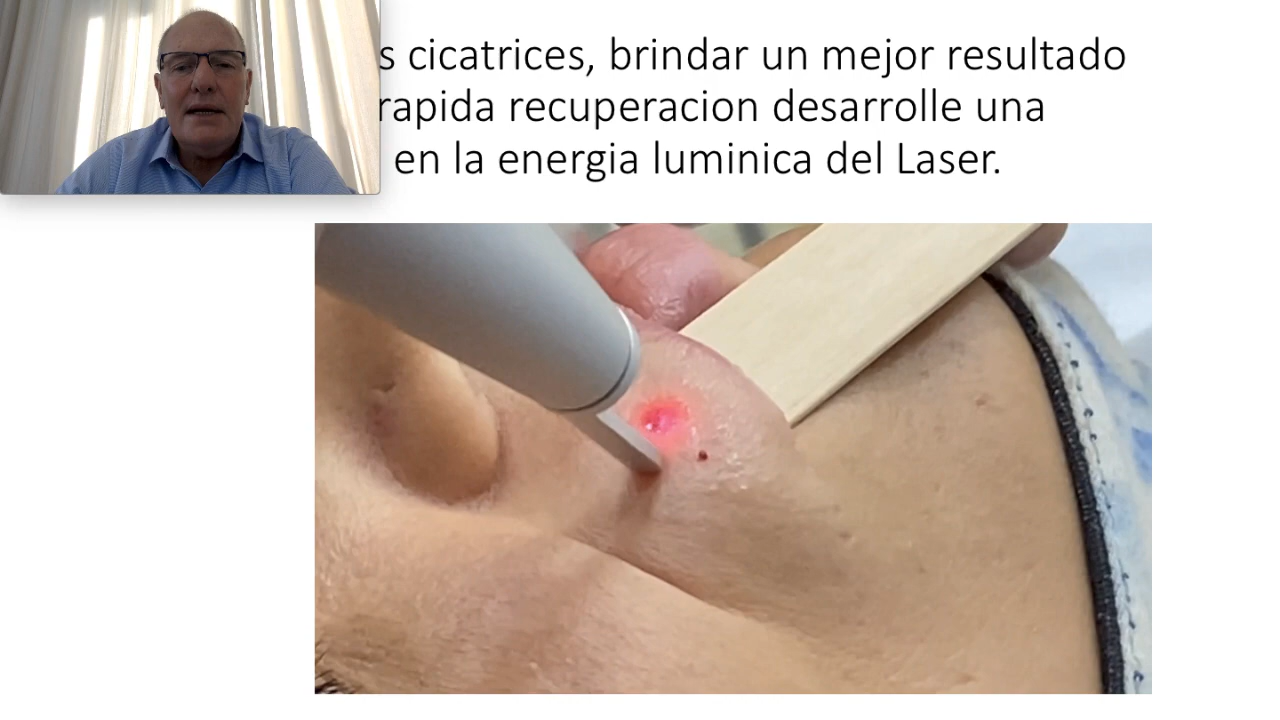 s cicatrices, brindar un mejor resultado
rapida recuperacion desarrolle una
en la energia luminica del Laser.